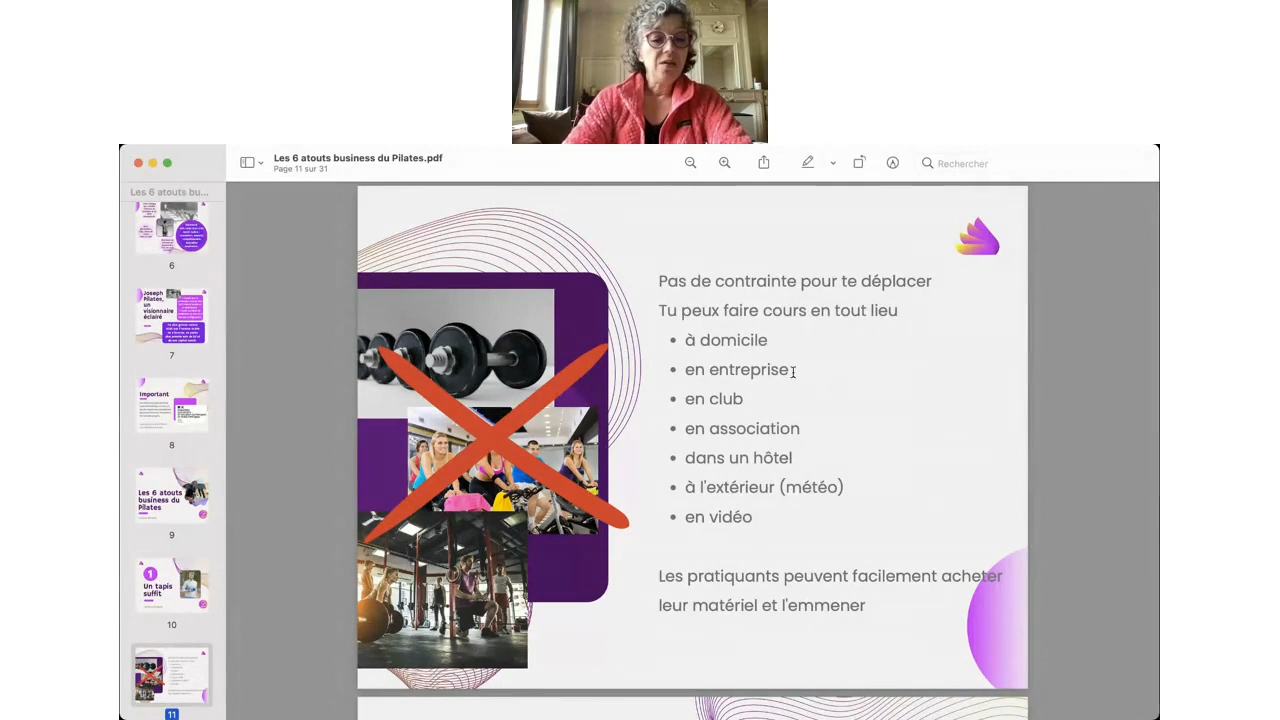 Les 6 atouts business du Pilates.pdf
Page 11 sur 31
Rechercher
Les 6 atouts bu...
6
Joseph
Pilates,
un
visionnaire
éclairé
7
Important
8
Les 6 atouts
business du
Pilates
9
1
Un tapis
suffit
10
11
Pas de contrainte pour te déplacer
Tu peux faire cours en tout lieu
• à domicile
• en entreprise
• en club
• en association
• dans un hôtel
• à l'extérieur (météo)
• en vidéo
Les pratiquants peuvent facilement acheter
leur matériel et l'emmener